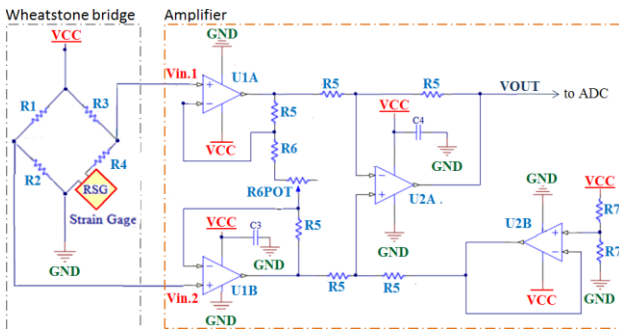 Wheatstone bridge
Amplifier
VCC
GND
Vin.1
U1A
R5
R5
VOUT
to ADC
R1
R3
R5
VCC
C4
GND
VCC
R6
R2
R4
RSG
Strain Gage
R6POT
U2A
GND
VCC
R7
U2B
VCC
C3
R5
GND
R7
GND
GND
Vin.2
U1B
GND
R5
R5
VCC